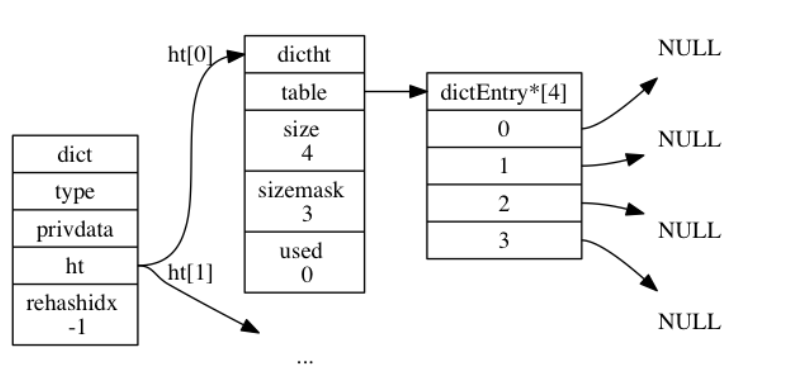 dict
type
privdata
ht
rehashidx
-1
ht[0]
ht[1]
dictht
table
size
4
sizemask
3
used
0
...
dictEntry*[4]
0
1
2
3
NULL
NULL
NULL
NULL